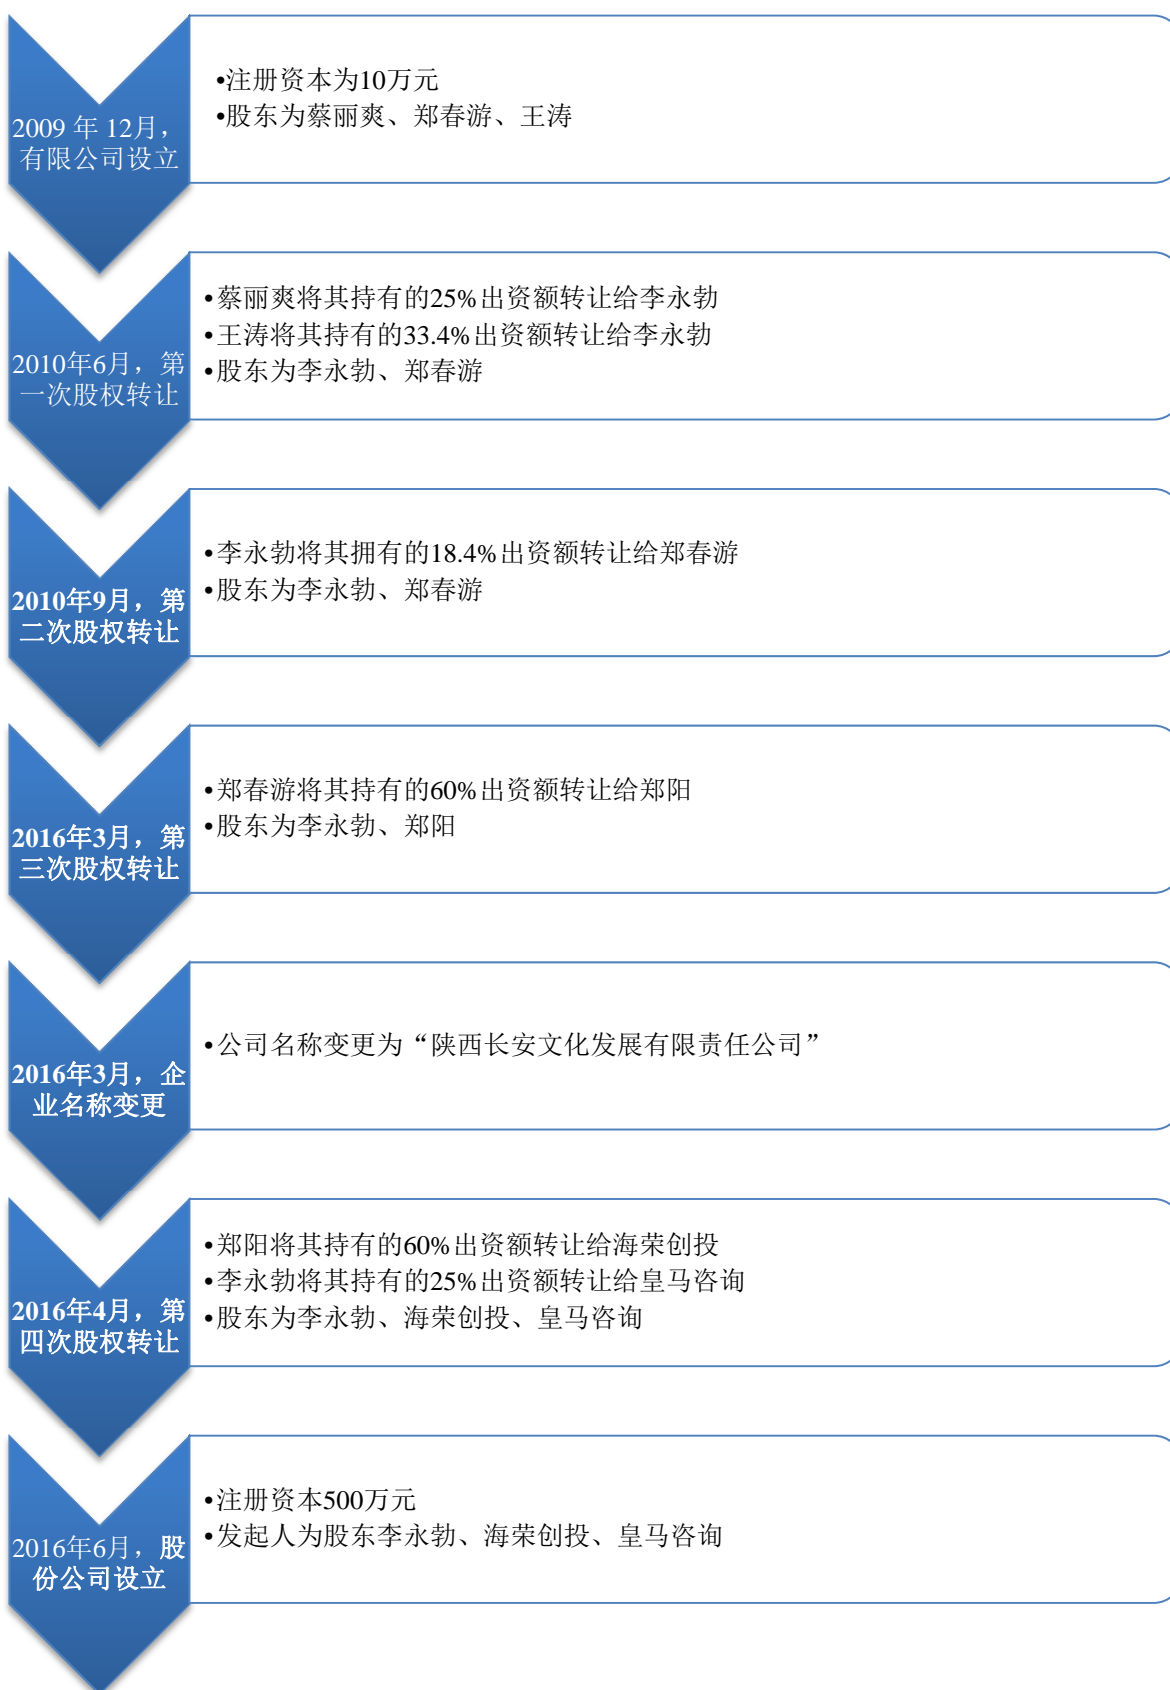 2009 年 12月，
有限公司设立
•注册资本为10万元
•股东为蔡丽爽、郑春游、王涛
2010年6月，第
一次股权转让
•蔡丽爽将其持有的25%出资额转让给李永勃
•王涛将其持有的33.4%出资额转让给李永勃
•股东为李永勃、郑春游
2010年9月，第
二次股权转让
•李永勃将其拥有的18.4%出资额转让给郑春游
•股东为李永勃、郑春游
2016年3月，第
三次股权转让
•郑春游将其持有的60%出资额转让给郑阳
•股东为李永勃、郑阳
2016年3月，企
业名称变更
•公司名称变更为“陕西长安文化发展有限责任公司”
2016年4月，第
四次股权转让
•郑阳将其持有的60%出资额转让给海荣创投
•李永勃将其持有的25%出资额转让给皇马咨询
•股东为李永勃、海荣创投、皇马咨询
2016年6月，股
份公司设立
•注册资本500万元
•发起人为股东李永勃、海荣创投、皇马咨询